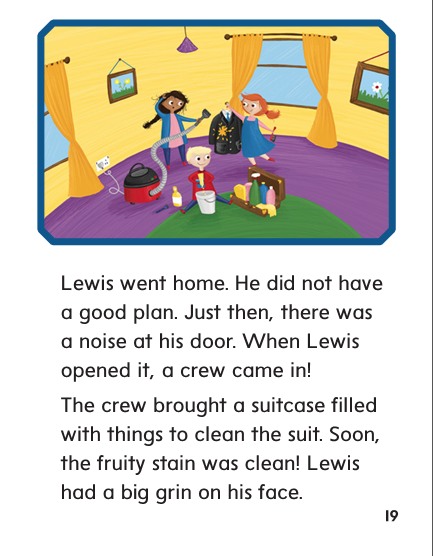 Lewis went home. He did not have
a good plan. Just then, there was
a noise at his door. When Lewis
opened it, a crew came in!
The crew brought a suitcase filled
with things to clean the suit. Soon,
the fruity stain was clean! Lewis
had a big grin on his face.
19